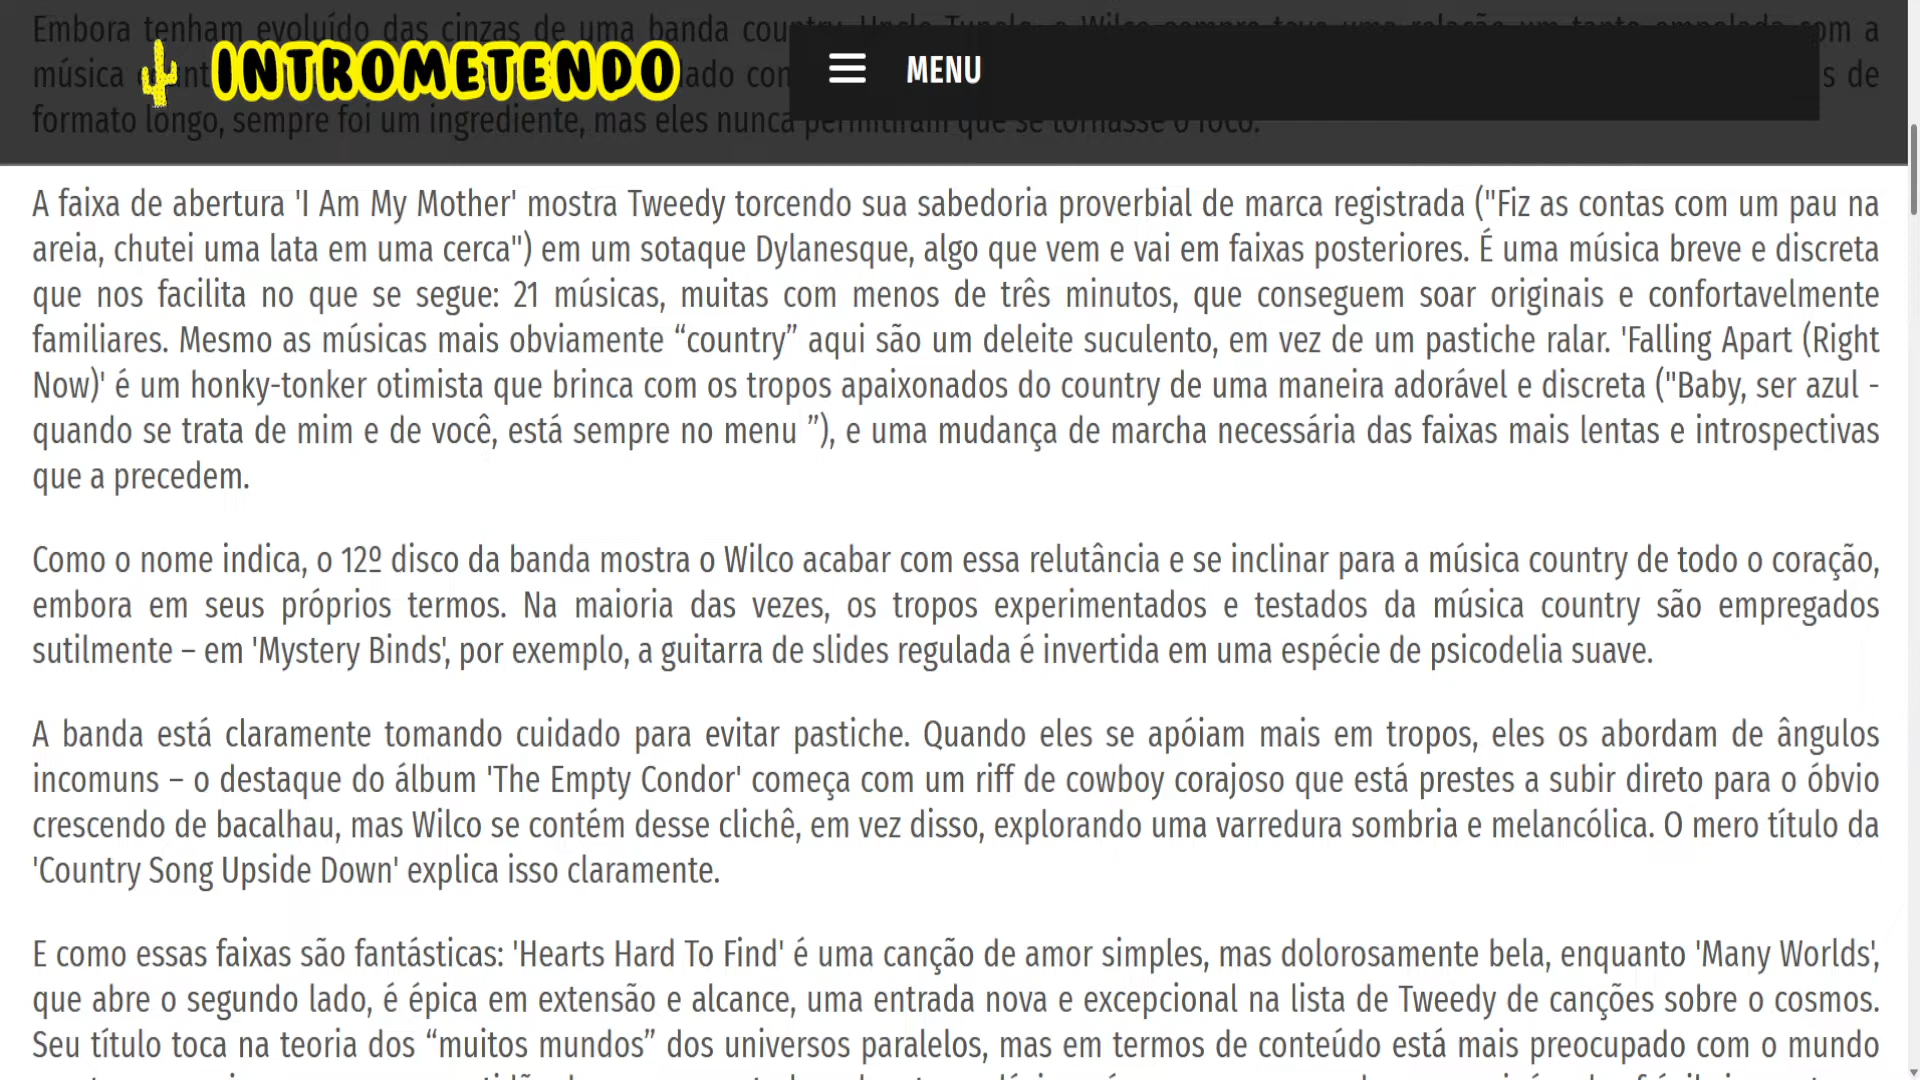 Embora tenham evoluído das cinzas de uma banda country
INTROMETENDO
MENU
formato longo, sempre foi um ingrediente, mas eles nunca permitiram que se tornasse o foco.
A faixa de abertura 'I Am My Mother' mostra Tweedy torcendo sua sabedoria proverbial de marca registrada ("Fiz as contas com um pau na
areia, chutei uma lata em uma cerca") em um sotaque Dylanesque, algo que vem e vai em faixas posteriores. É uma música breve e discreta
que nos facilita no que se segue: 21 músicas, muitas com menos de três minutos, que conseguem soar originais e confortavelmente
familiares. Mesmo as músicas mais obviamente “country” aqui são um deleite suculento, em vez de um pastiche ralar. 'Falling Apart (Right
Now)' é um honky-tonker otimista que brinca com os tropos apaixonados do country de uma maneira adorável e discreta ("Baby, ser azul -
quando se trata de mim e de você, está sempre no menu ”), e uma mudança de marcha necessária das faixas mais lentas e introspectivas
que a precedem.
Como o nome indica, o 12º disco da banda mostra o Wilco acabar com essa relutância e se inclinar para a música country de todo o coração,
embora em seus próprios termos. Na maioria das vezes, os tropos experimentados e testados da música country são empregados
sutilmente – em 'Mystery Binds', por exemplo, a guitarra de slides regulada é invertida em uma espécie de psicodelia suave.
A banda está claramente tomando cuidado para evitar pastiche. Quando eles se apóiam mais em tropos, eles os abordam de ângulos
incomuns – o destaque do álbum 'The Empty Condor' começa com um riff de cowboy corajoso que está prestes a subir direto para o óbvio
crescendo de bacalhau, mas Wilco se contém desse clichê, em vez disso, explorando uma varredura sombria e melancólica. O mero título da
'Country Song Upside Down' explica isso claramente.
E como essas faixas são fantásticas: 'Hearts Hard To Find' é uma canção de amor simples, mas dolorosamente bela, enquanto 'Many Worlds',
que abre o segundo lado, é épica em extensão e alcance, uma entrada nova e excepcional na lista de Tweedy de canções sobre o cosmos.
Seu título toca na teoria dos “muitos mundos” dos universos paralelos, mas em termos de conteúdo está mais preocupado com o mundo